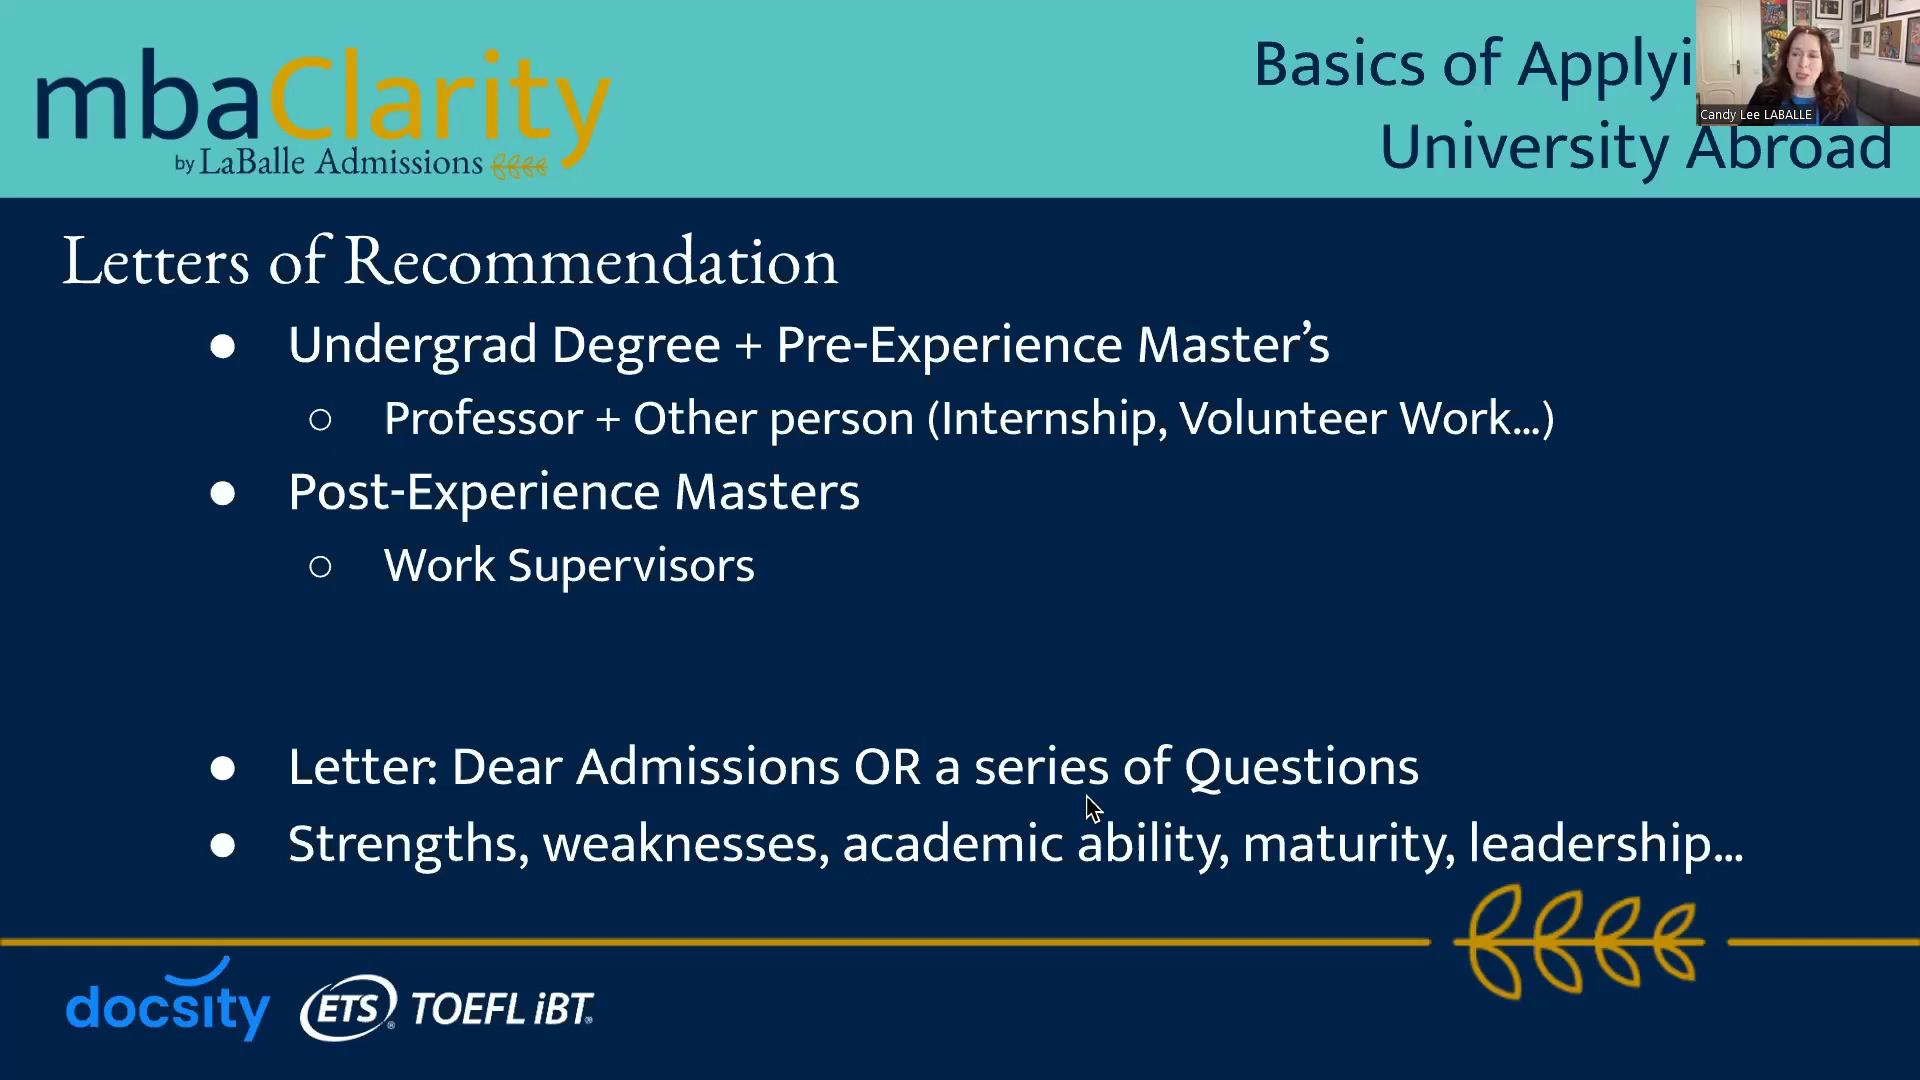 mbaClarity
by LaBalle Admissions
Basics of Applyi
University Abroad
Candy Lee LABALLE
Letters of Recommendation
● Undergrad Degree + Pre-Experience Master’s
○ Professor + Other person (Internship, Volunteer Work...)
● Post-Experience Masters
○ Work Supervisors
● Letter: Dear Admissions OR a series of Questions
● Strengths, weaknesses, academic ability, maturity, leadership...
docsity
ETS® TOEFL iBT®